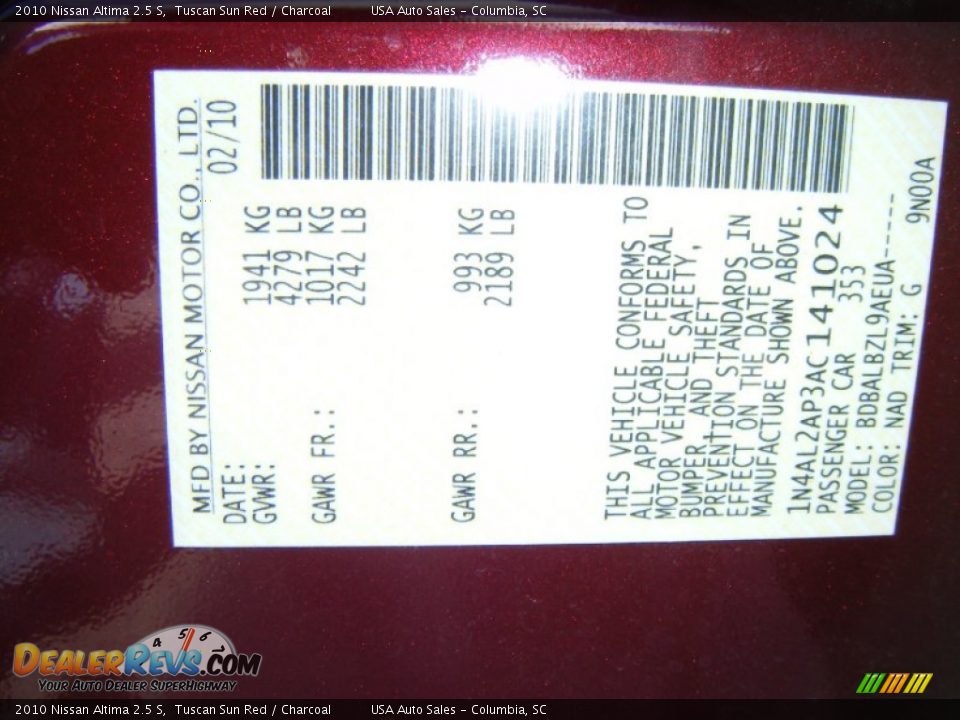 2010 Nissan Altima 2.5 S,  Tuscan Sun Red / Charcoal          USA Auto Sales - Columbia, SC
MFD BY NISSAN MOTOR CO., LTD.
DATE: 02/10
GVWR: 1941 KG
4279 LB
GAWR FR.: 1017 KG
2242 LB
GAWR RR.: 993 KG
2189 LB
THIS VEHICLE CONFORMS TO
ALL APPLICABLE FEDERAL
MOTOR VEHICLE SAFETY,
BUMPER, AND THEFT
PREVENTION STANDARDS IN
EFFECT ON THE DATE OF
MANUFACTURE SHOWN ABOVE.
1N4AL2AP3AC141024
PASSENGER CAR 353
MODEL: BDBALBZL9AEUA-----
COLOR: NAD TRIM: G 9N00A
4 5 6
DEALERREVS.COM
YOUR AUTO DEALER SUPERHIGHWAY
2010 Nissan Altima 2.5 S,  Tuscan Sun Red / Charcoal          USA Auto Sales - Columbia, SC